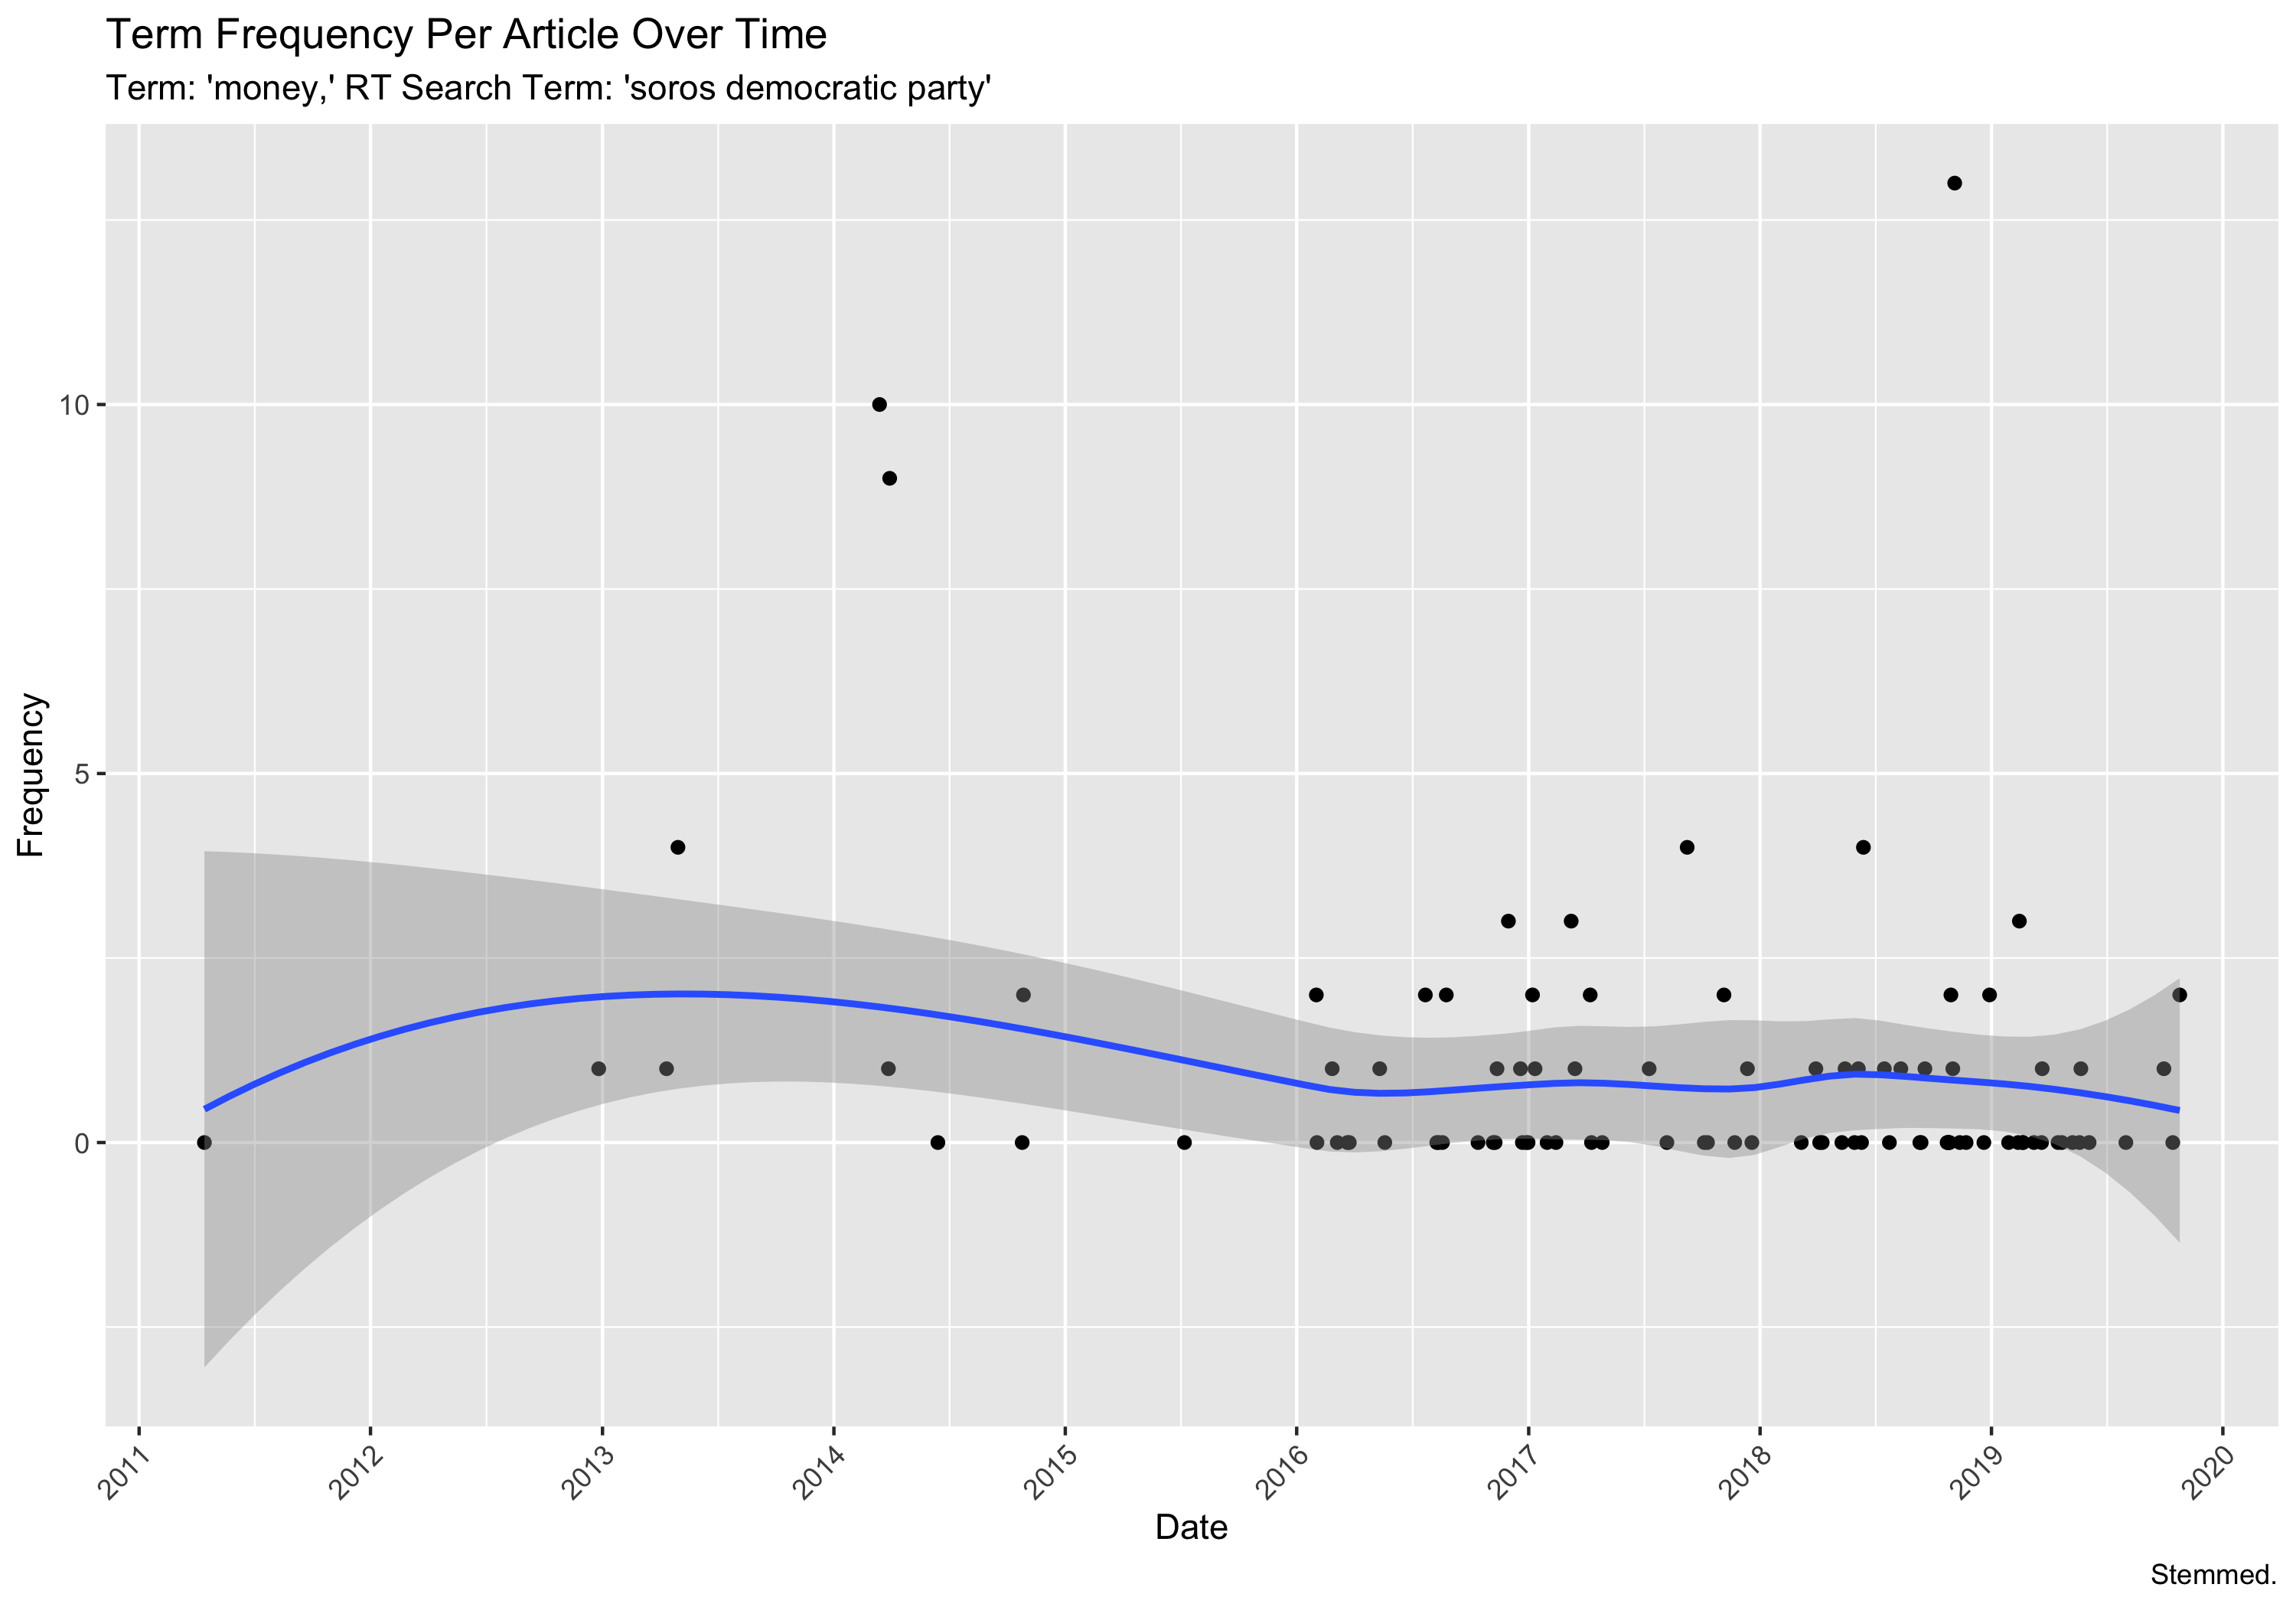 Term Frequency Per Article Over Time
Term: 'money,' RT Search Term: 'soros democratic party'
Frequency
10
5
0
2011
2012
2013
2014
2015
2016
2017
2018
2019
2020
Date
Stemmed.